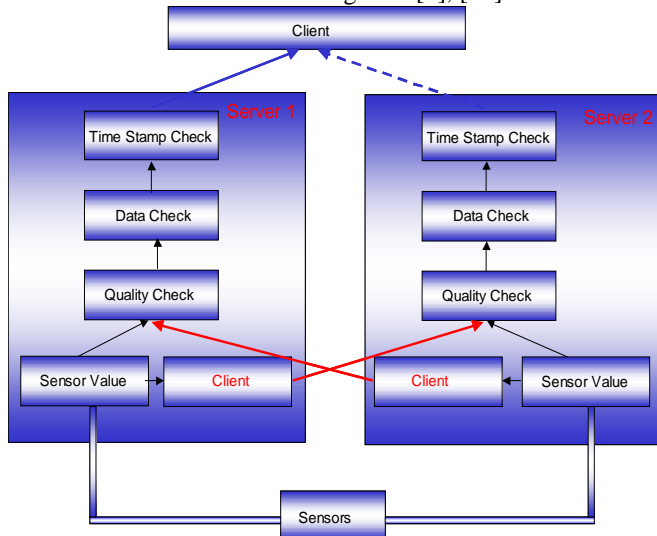 Client
Server 1
Server 2
Time Stamp Check
Time Stamp Check
Data Check
Data Check
Quality Check
Quality Check
Sensor Value
Client
Client
Sensor Value
Sensors